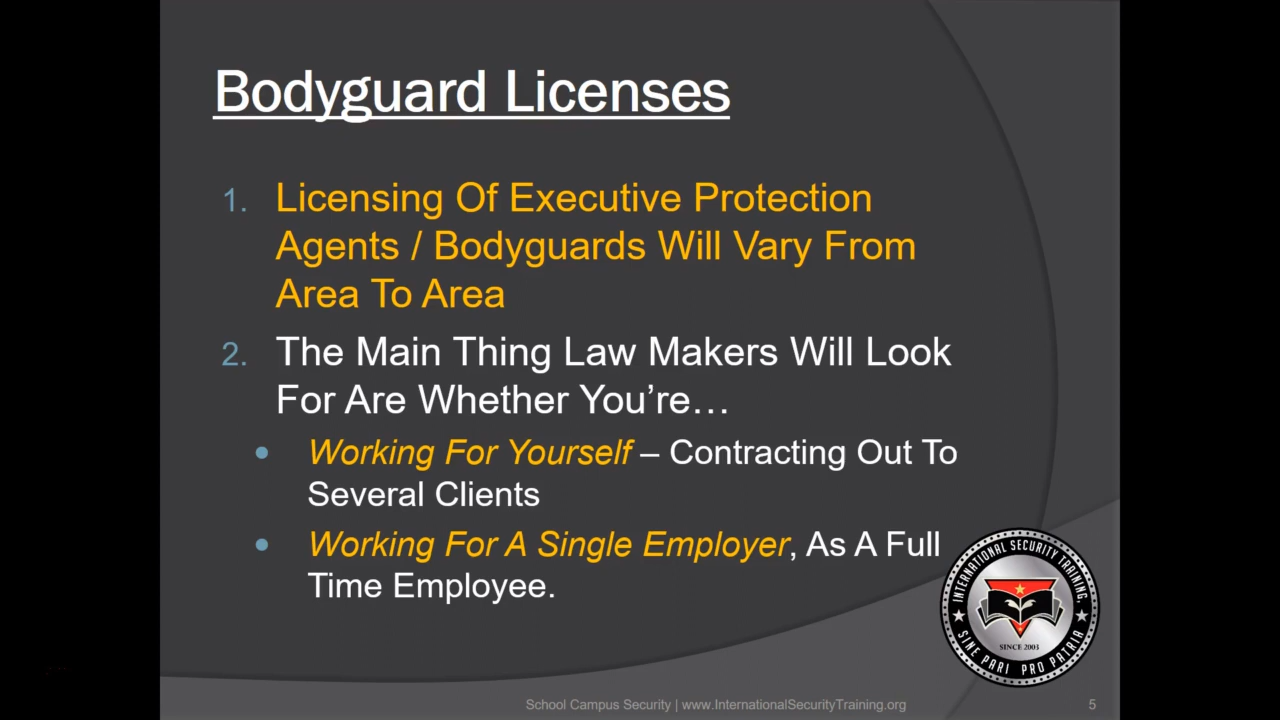 Bodyguard Licenses
1. Licensing Of Executive Protection
Agents / Bodyguards Will Vary From
Area To Area
2. The Main Thing Law Makers Will Look
For Are Whether You’re…
• Working For Yourself – Contracting Out To
Several Clients
• Working For A Single Employer, As A Full
Time Employee.
INTERNATIONAL SECURITY TRAINING,
SINCE 2003
SINE PARI PRO PATRIA
School Campus Security | www.InternationalSecurityTraining.org
5